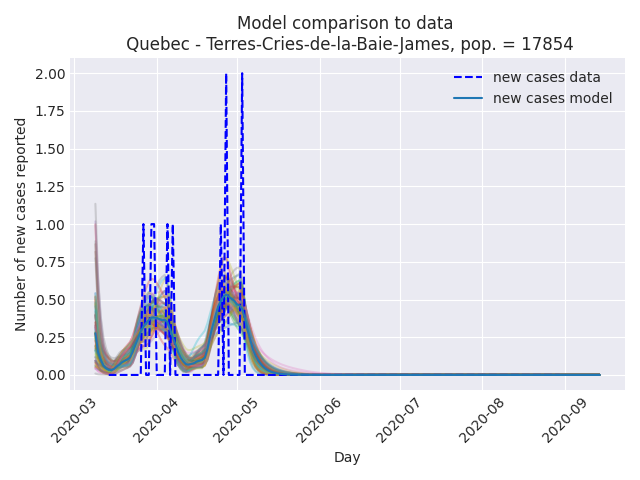 Model comparison to data
Quebec - Terres-Cries-de-la-Baie-James, pop. = 17854
new cases data
new cases model
Number of new cases reported
2.00
1.75
1.50
1.25
1.00
0.75
0.50
0.25
0.00
2020-03
2020-04
2020-05
2020-06
2020-07
2020-08
2020-09
Day